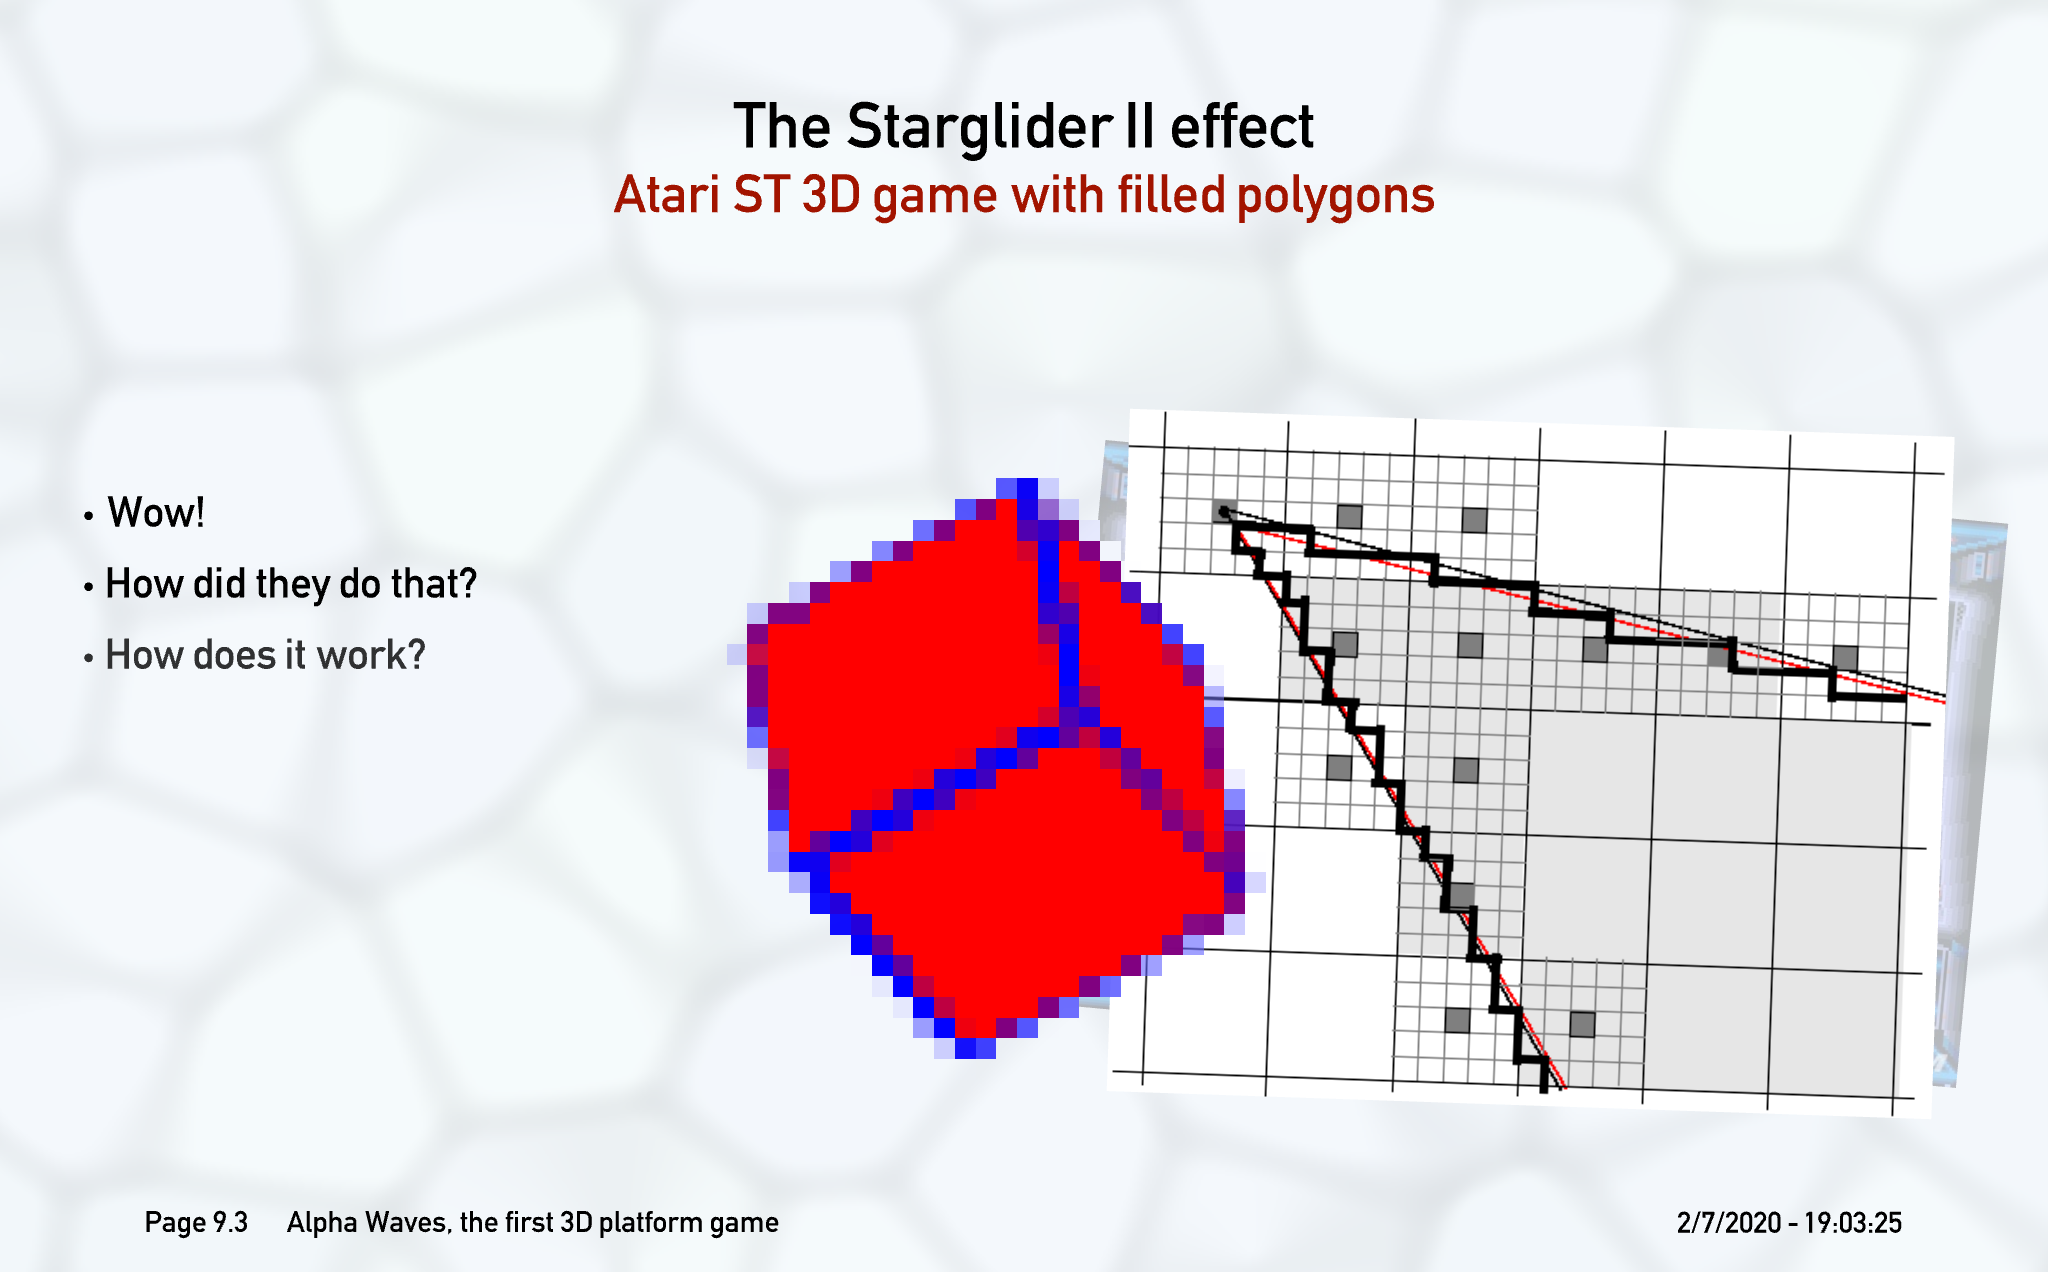 The Starglider II effect
Atari ST 3D game with filled polygons
• Wow!
• How did they do that?
• How does it work?
Page 9.3 Alpha Waves, the first 3D platform game 2/7/2020 - 19:03:25